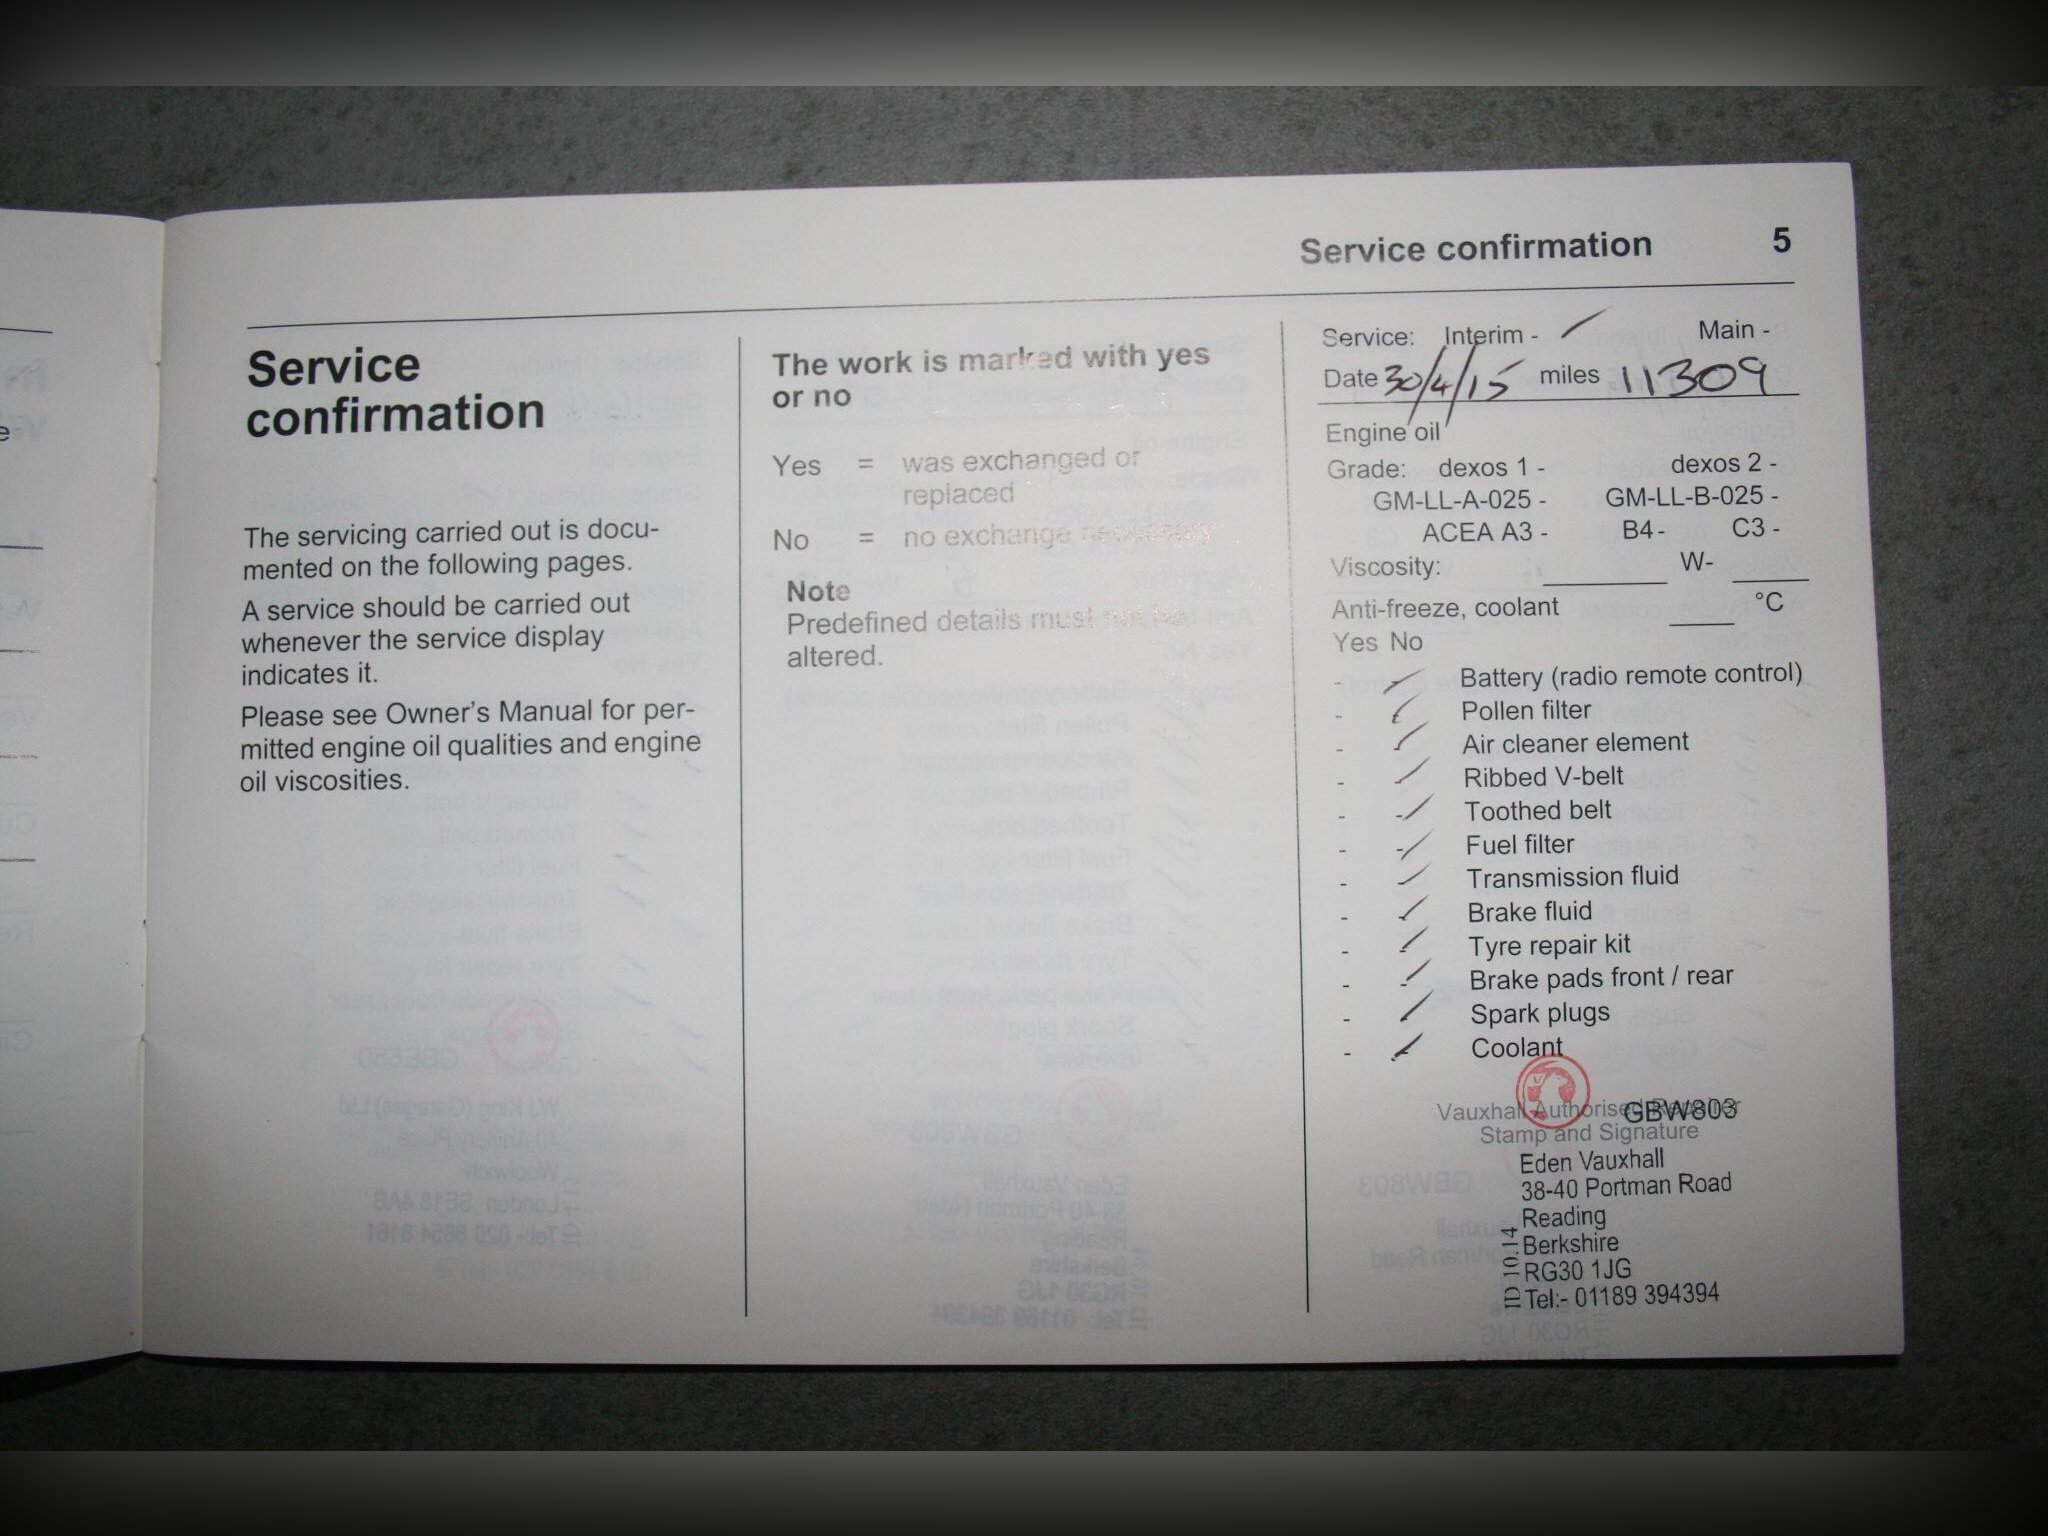 Service confirmation 5
Service
confirmation
The servicing carried out is docu-
mented on the following pages.
A service should be carried out
whenever the service display
indicates it.
Please see Owner's Manual for per-
mitted engine oil qualities and engine
oil viscosities.
The work is marked with yes
or no
Yes = was exchanged or
replaced
No = no exchange necessary
Note
Predefined details must not be
altered.
Service: Interim - / Main -
Date 30/4/15 miles 11309
Engine oil
Grade: dexos 1 - dexos 2 -
GM-LL-A-025 - GM-LL-B-025 -
ACEA A3 - B4 - C3 -
Viscosity: ____ W- ____
Anti-freeze, coolant ____ °C
Yes No
- / Battery (radio remote control)
- / Pollen filter
- / Air cleaner element
- / Ribbed V-belt
- / Toothed belt
- / Fuel filter
- / Transmission fluid
- / Brake fluid
- / Tyre repair kit
- / Brake pads front / rear
- / Spark plugs
- / Coolant
Vauxhall Authorised Repairer
GBW803
Stamp and Signature
Eden Vauxhall
38-40 Portman Road
Reading
Berkshire
RG30 1JG
Tel:- 01189 394394
ID 10.14